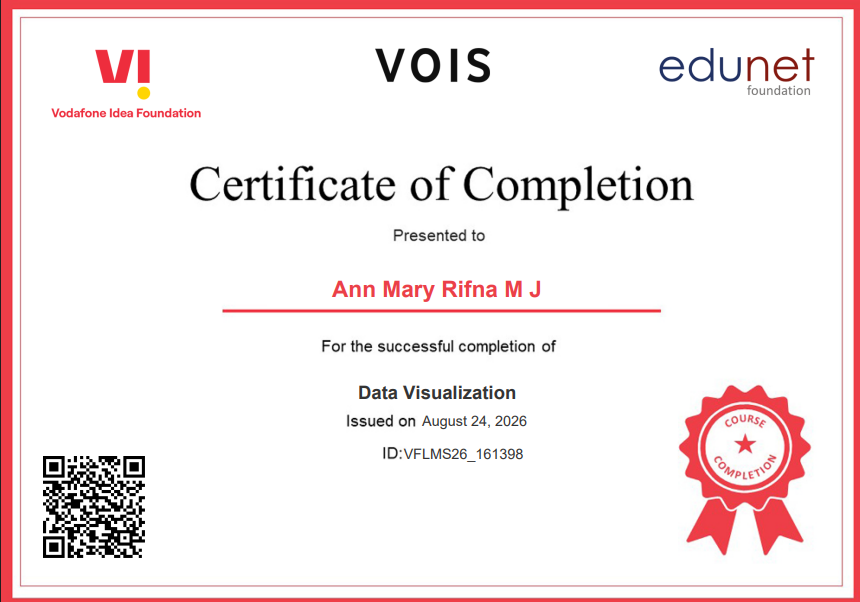 VI
Vodafone Idea Foundation
VOIS
edunet
foundation
Certificate of Completion
Presented to
Ann Mary Rifna M J
For the successful completion of
Data Visualization
Issued on August 24, 2026
ID:VFLMS26_161398
COURSE
COMPLETION